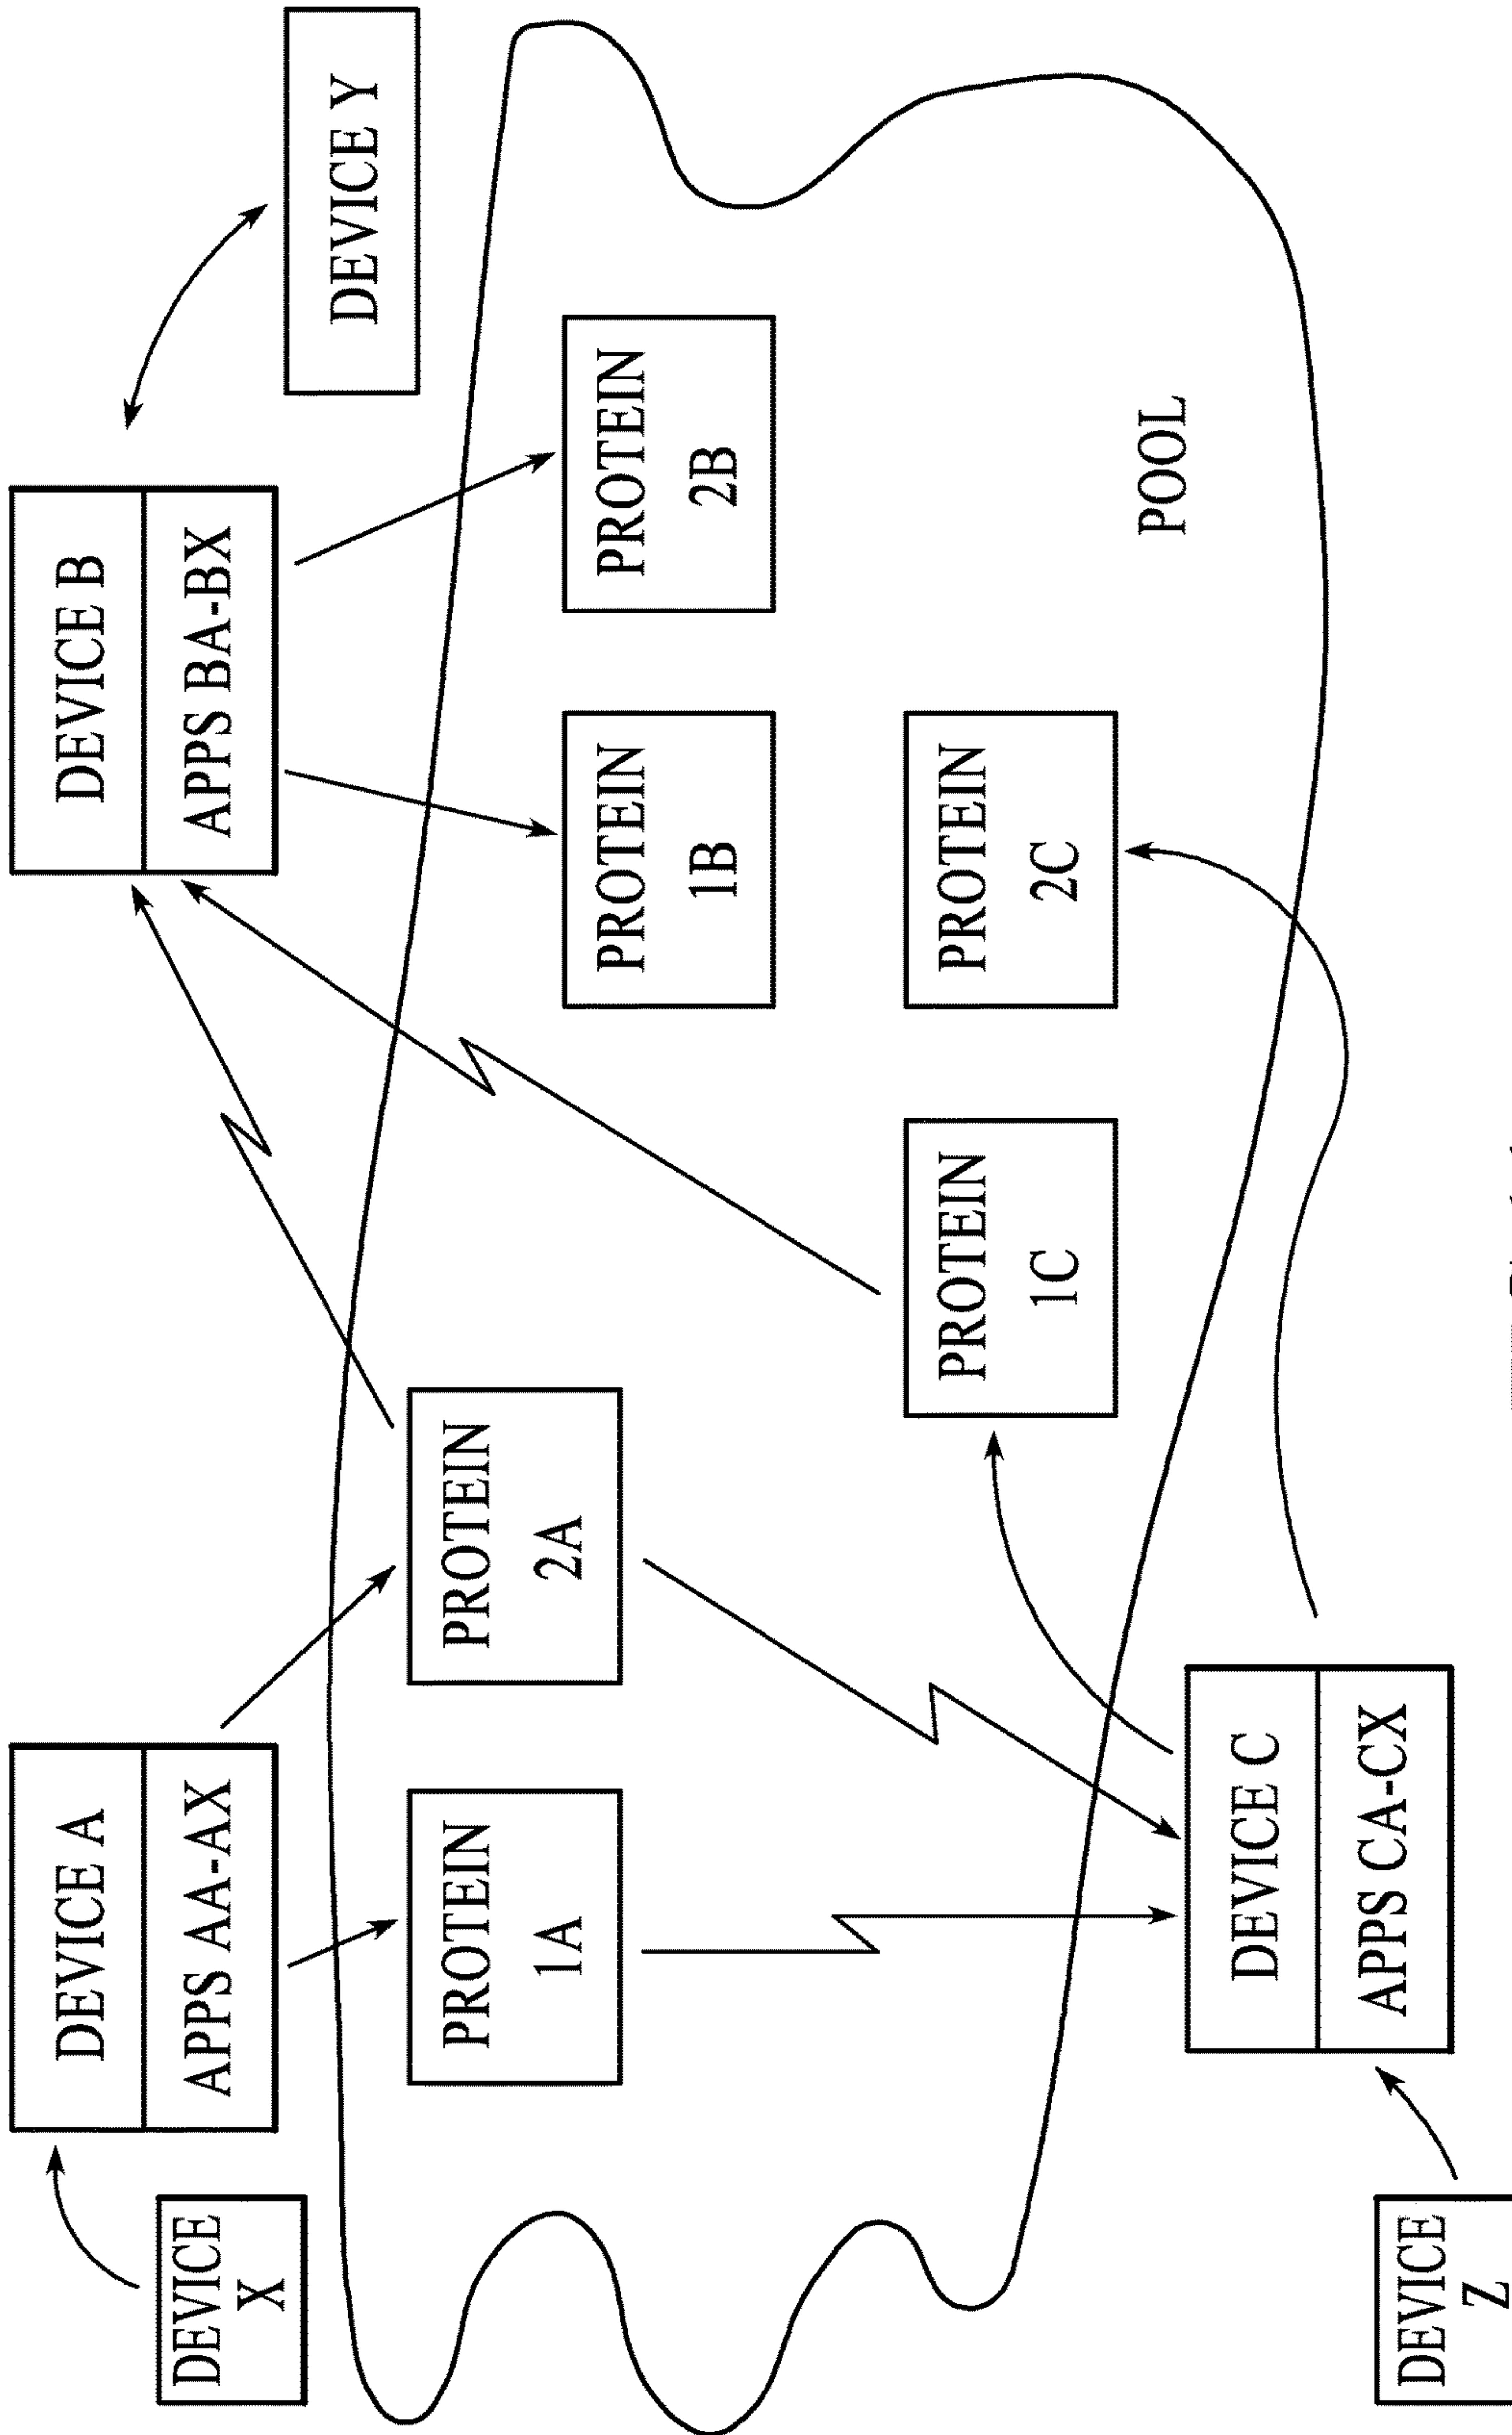 DEVICE
X
DEVICE A
APPS AA-AX
DEVICE B
APPS BA-BX
DEVICE Y
PROTEIN
1A
PROTEIN
2A
PROTEIN
1B
PROTEIN
2B
PROTEIN
1C
PROTEIN
2C
POOL
DEVICE C
APPS CA-CX
DEVICE
Z